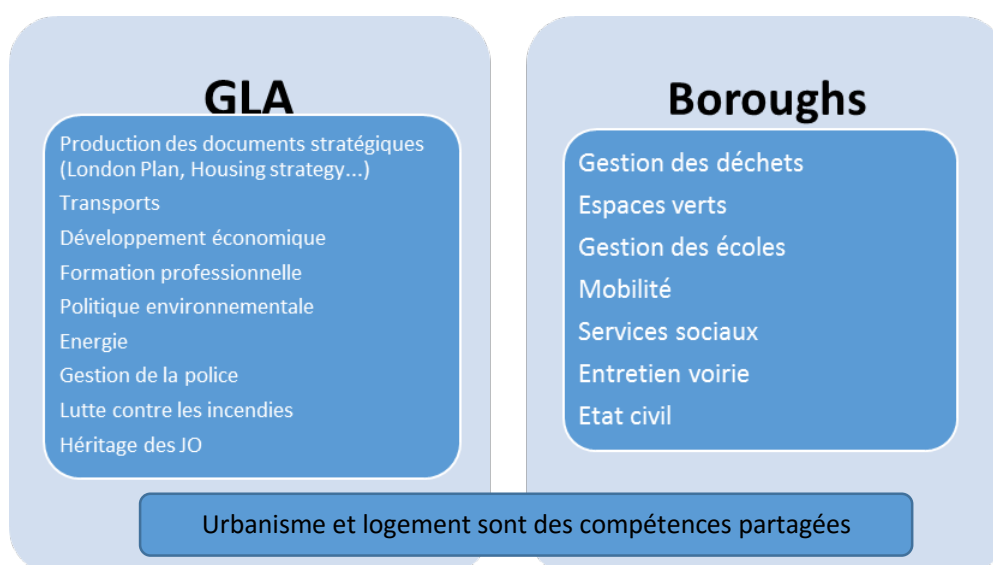 GLA
Production des documents stratégiques
(London Plan, Housing strategy...)
Transports
Développement économique
Formation professionnelle
Politique environnementale
Energie
Gestion de la police
Lutte contre les incendies
Héritage des JO
Boroughs
Gestion des déchets
Espaces verts
Gestion des écoles
Mobilité
Services sociaux
Entretien voirie
Etat civil
Urbanisme et logement sont des compétences partagées